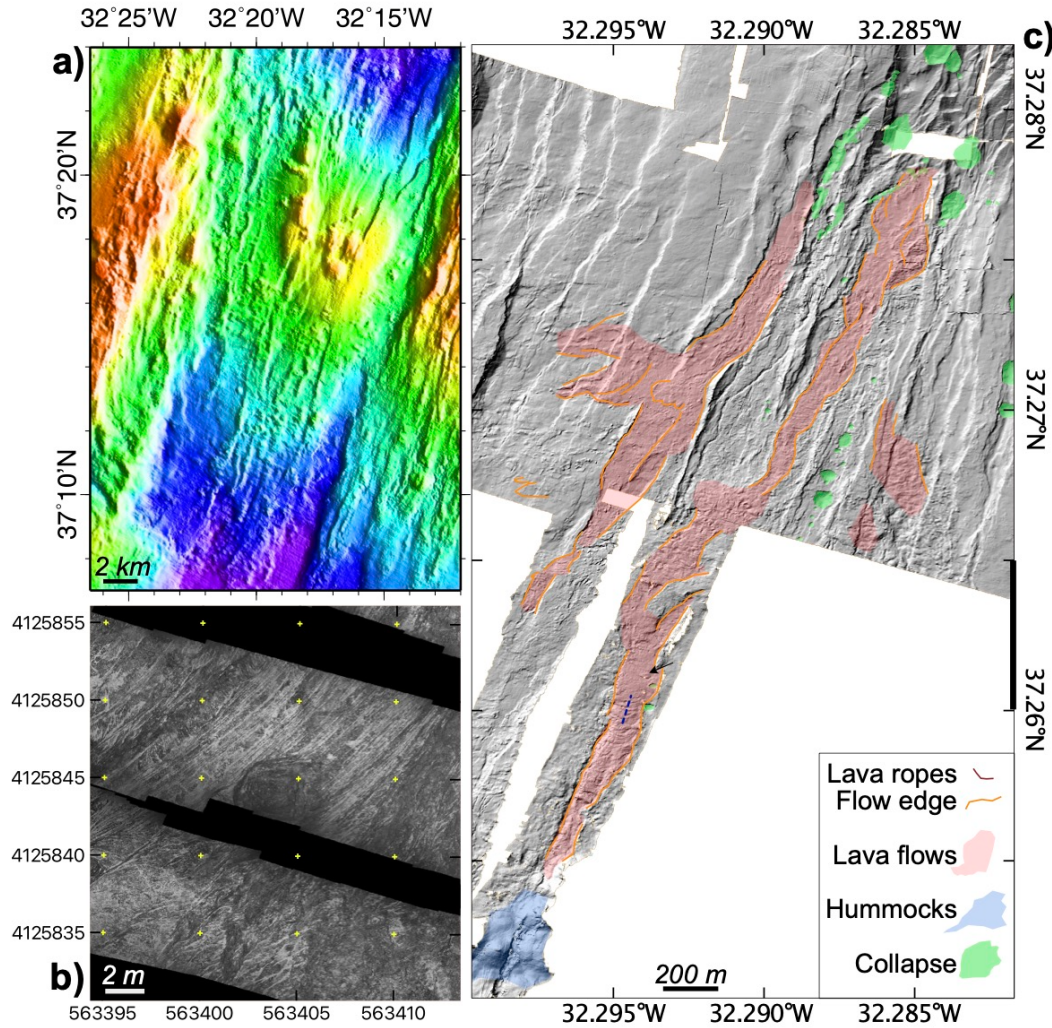 32°25'W 32°20'W 32°15'W
a)
37°20'N
37°10'N
2 km
4125855
4125850
4125845
4125840
4125835
b)
2 m
563395 563400 563405 563410
32.295°W 32.290°W 32.285°W
c)
37.28°N
37.27°N
37.26°N
Lava ropes
Flow edge
Lava flows
Hummocks
Collapse
200 m
32.295°W 32.290°W 32.285°W